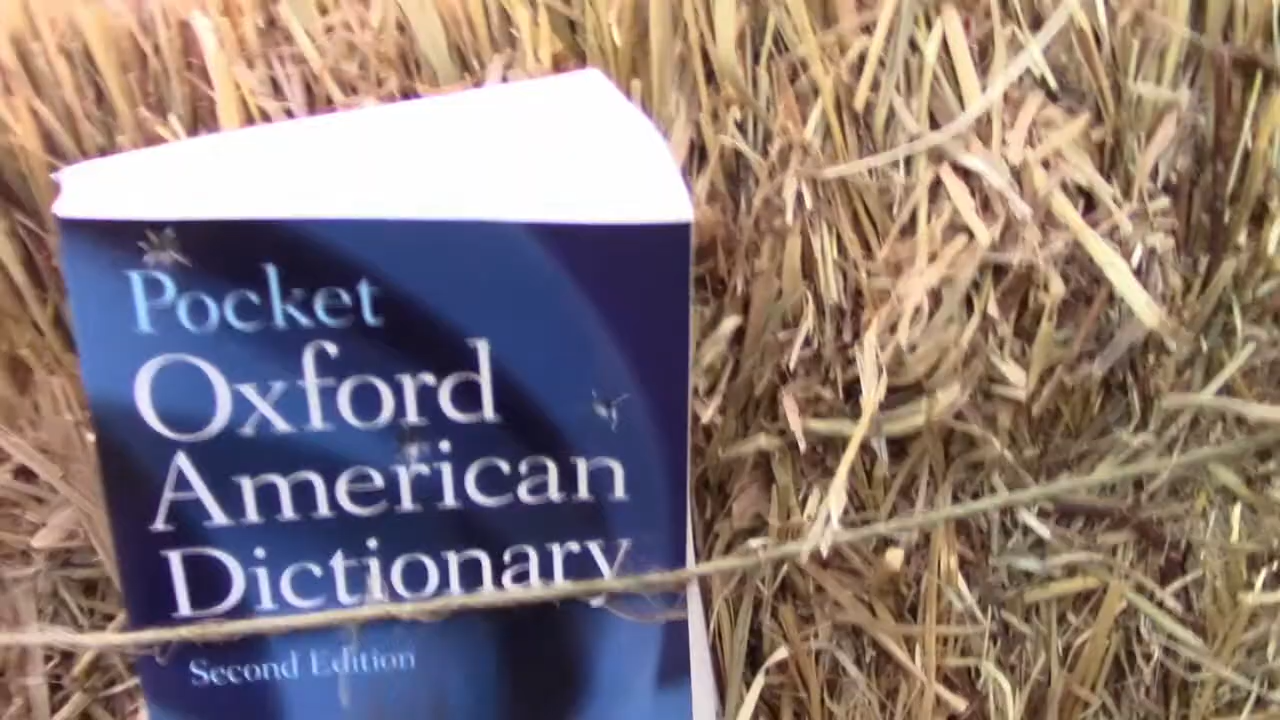 Pocket
Oxford
American
Dictionary
Second Edition